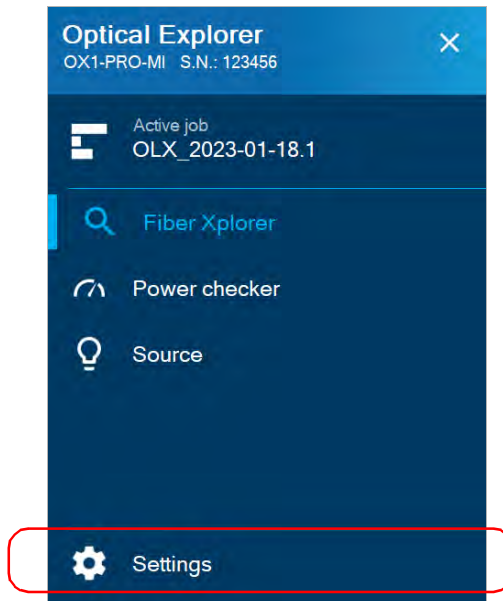 Optical Explorer
OX1-PRO-MI S.N.: 123456
Active job
OLX_2023-01-18.1
Fiber Xplorer
Power checker
Source
Settings